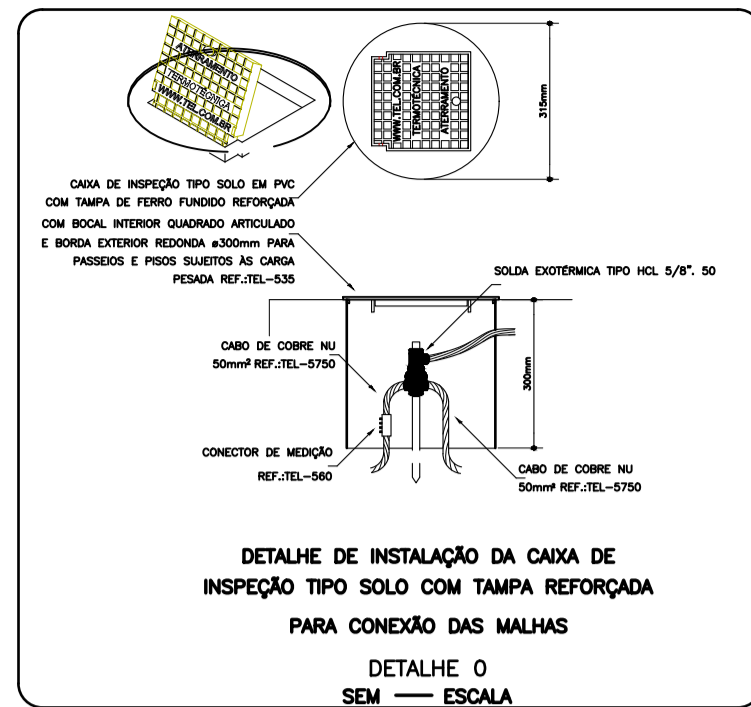 ATERRAMENTO
TERMOTÉCNICA
WWW.TEL.COM.BR
WWW.TEL.COM.BR
TERMOTÉCNICA
ATERRAMENTO
315mm
CAIXA DE INSPEÇÃO TIPO SOLO EM PVC
COM TAMPA DE FERRO FUNDIDO REFORÇADA
COM BOCAL INTERIOR QUADRADO ARTICULADO
E BORDA EXTERIOR REDONDA ø300mm PARA
PASSEIOS E PISOS SUJEITOS ÀS CARGA
PESADA REF.:TEL-535
SOLDA EXOTÉRMICA TIPO HCL 5/8". 50
CABO DE COBRE NU
50mm² REF.:TEL-5750
300mm
CONECTOR DE MEDIÇÃO
REF.:TEL-560
CABO DE COBRE NU
50mm² REF.:TEL-5750
DETALHE DE INSTALAÇÃO DA CAIXA DE
INSPEÇÃO TIPO SOLO COM TAMPA REFORÇADA
PARA CONEXÃO DAS MALHAS
DETALHE 0
SEM — ESCALA